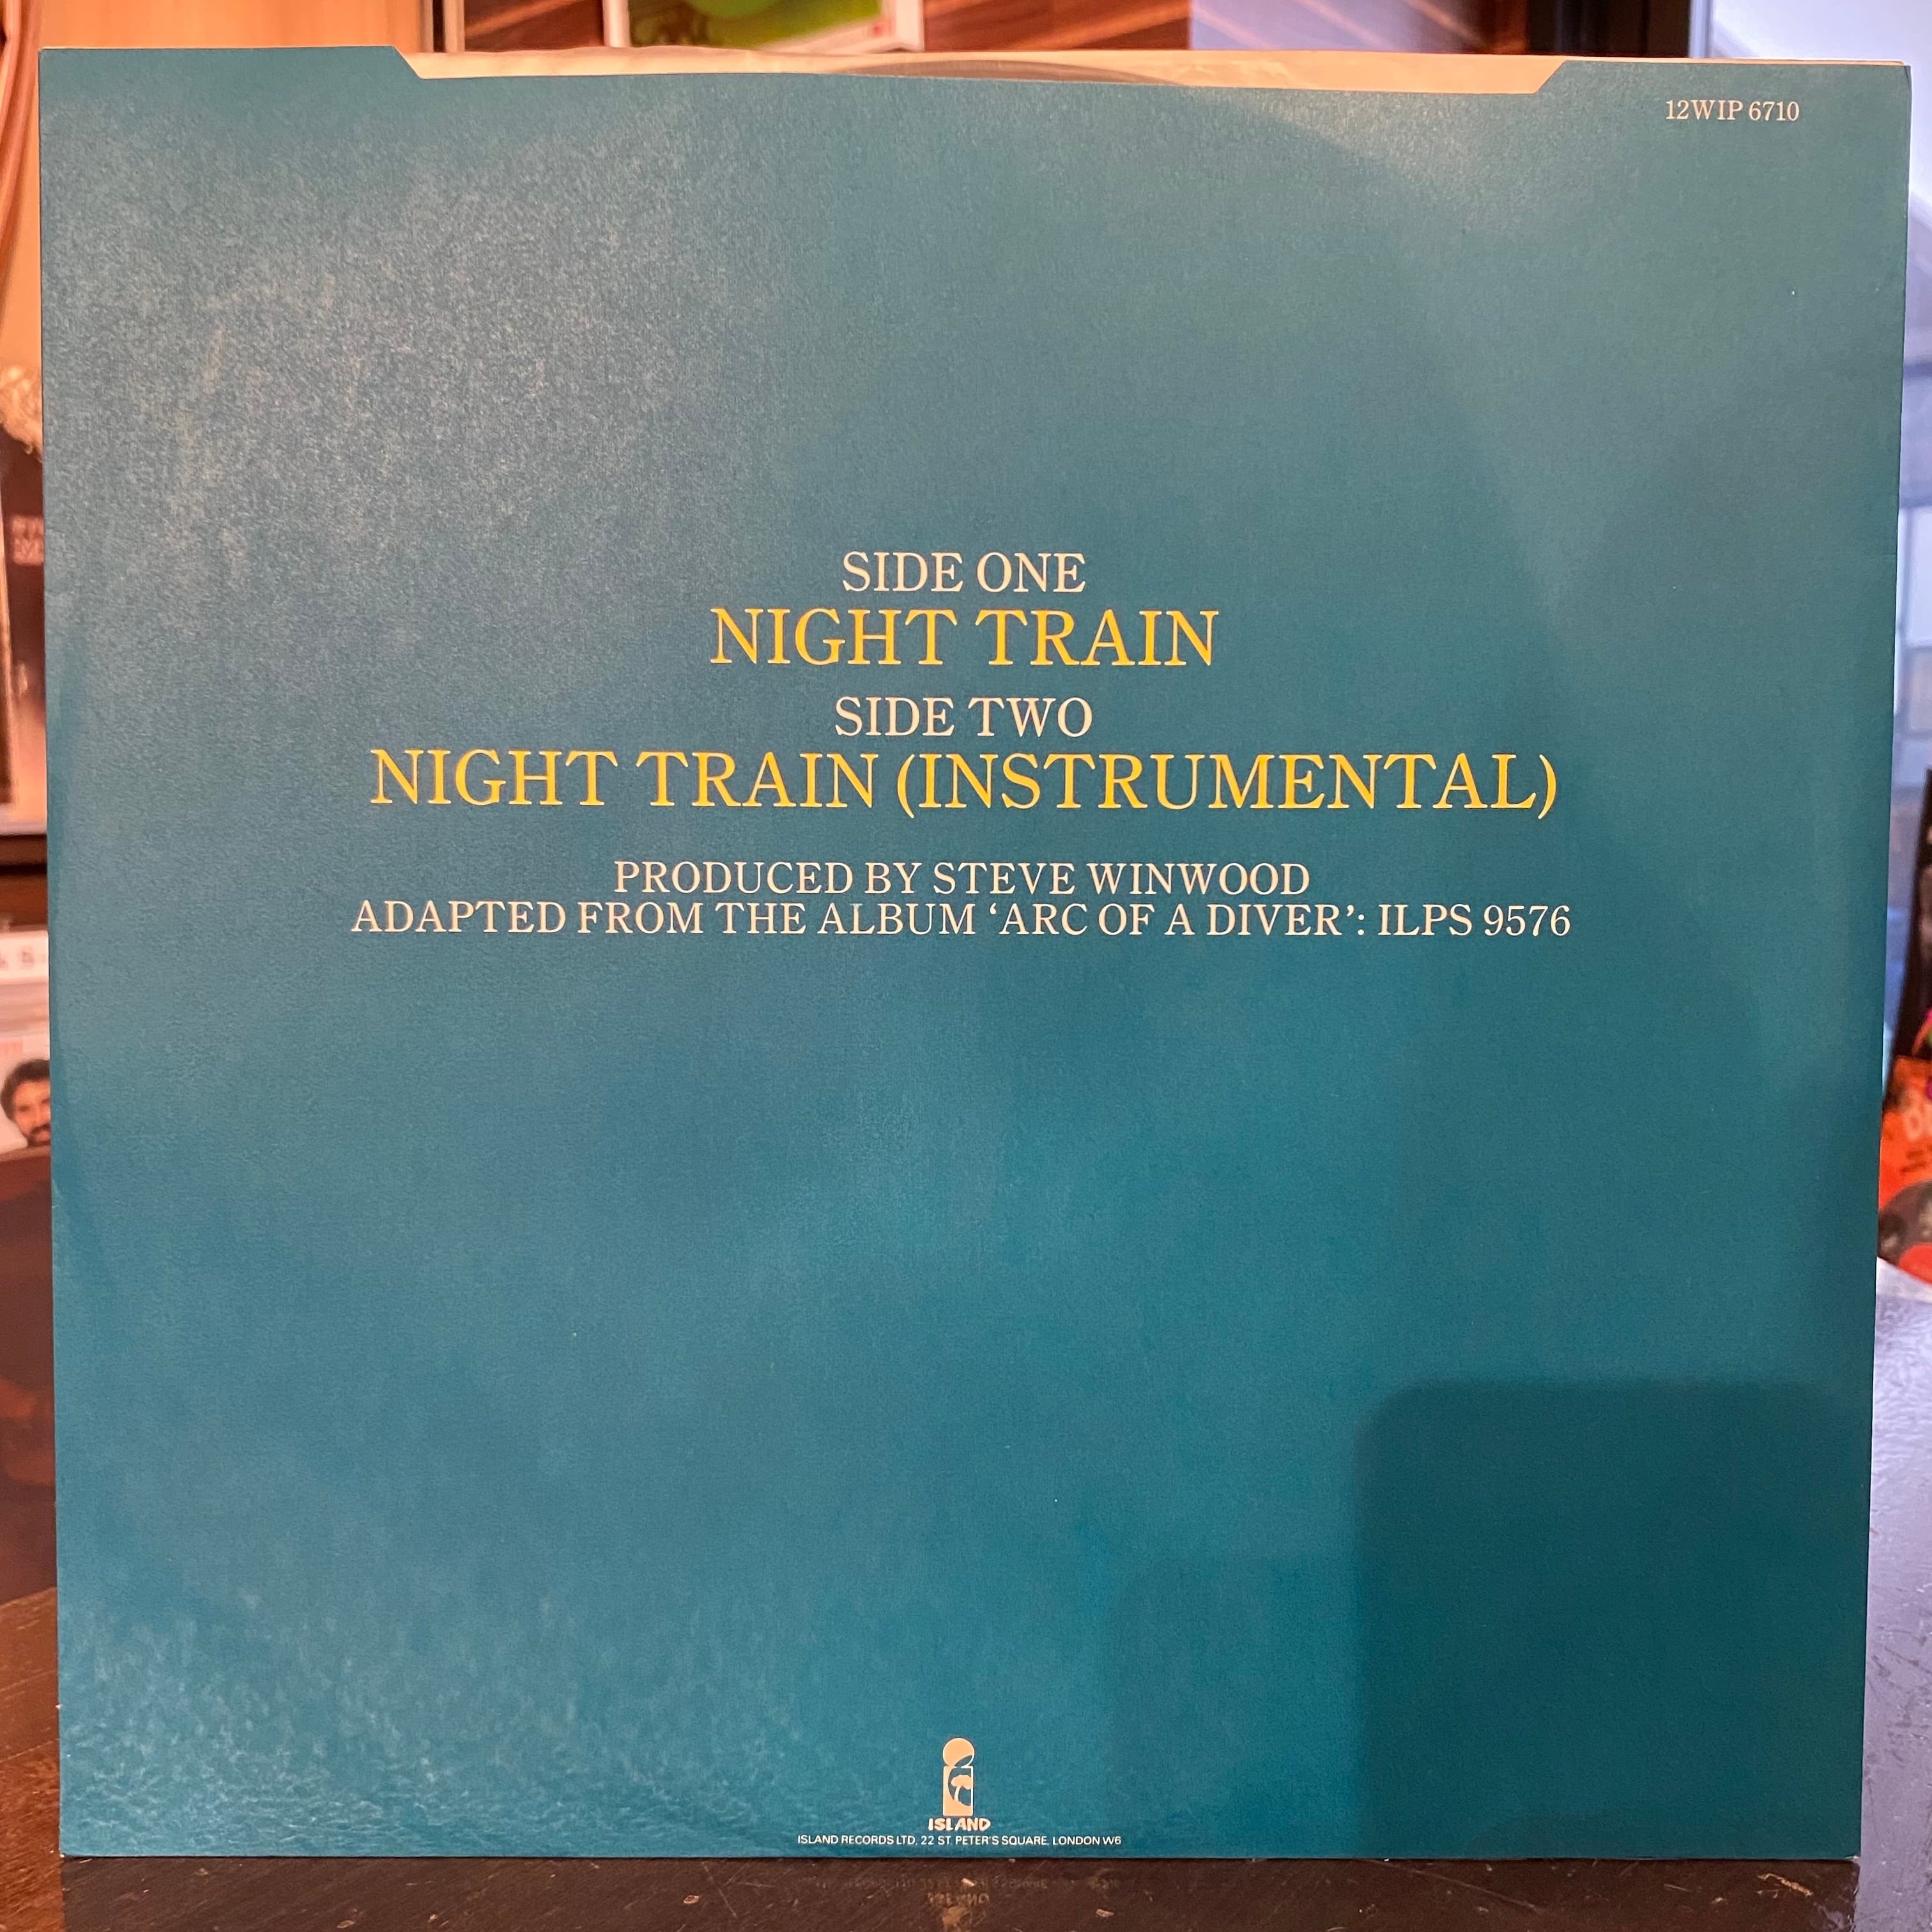 12WIP 6710
SIDE ONE
NIGHT TRAIN
SIDE TWO
NIGHT TRAIN (INSTRUMENTAL)
PRODUCED BY STEVE WINWOOD
ADAPTED FROM THE ALBUM ‘ARC OF A DIVER’: ILPS 9576
ISLAND
ISLAND RECORDS LTD, 22 ST. PETER'S SQUARE, LONDON W6